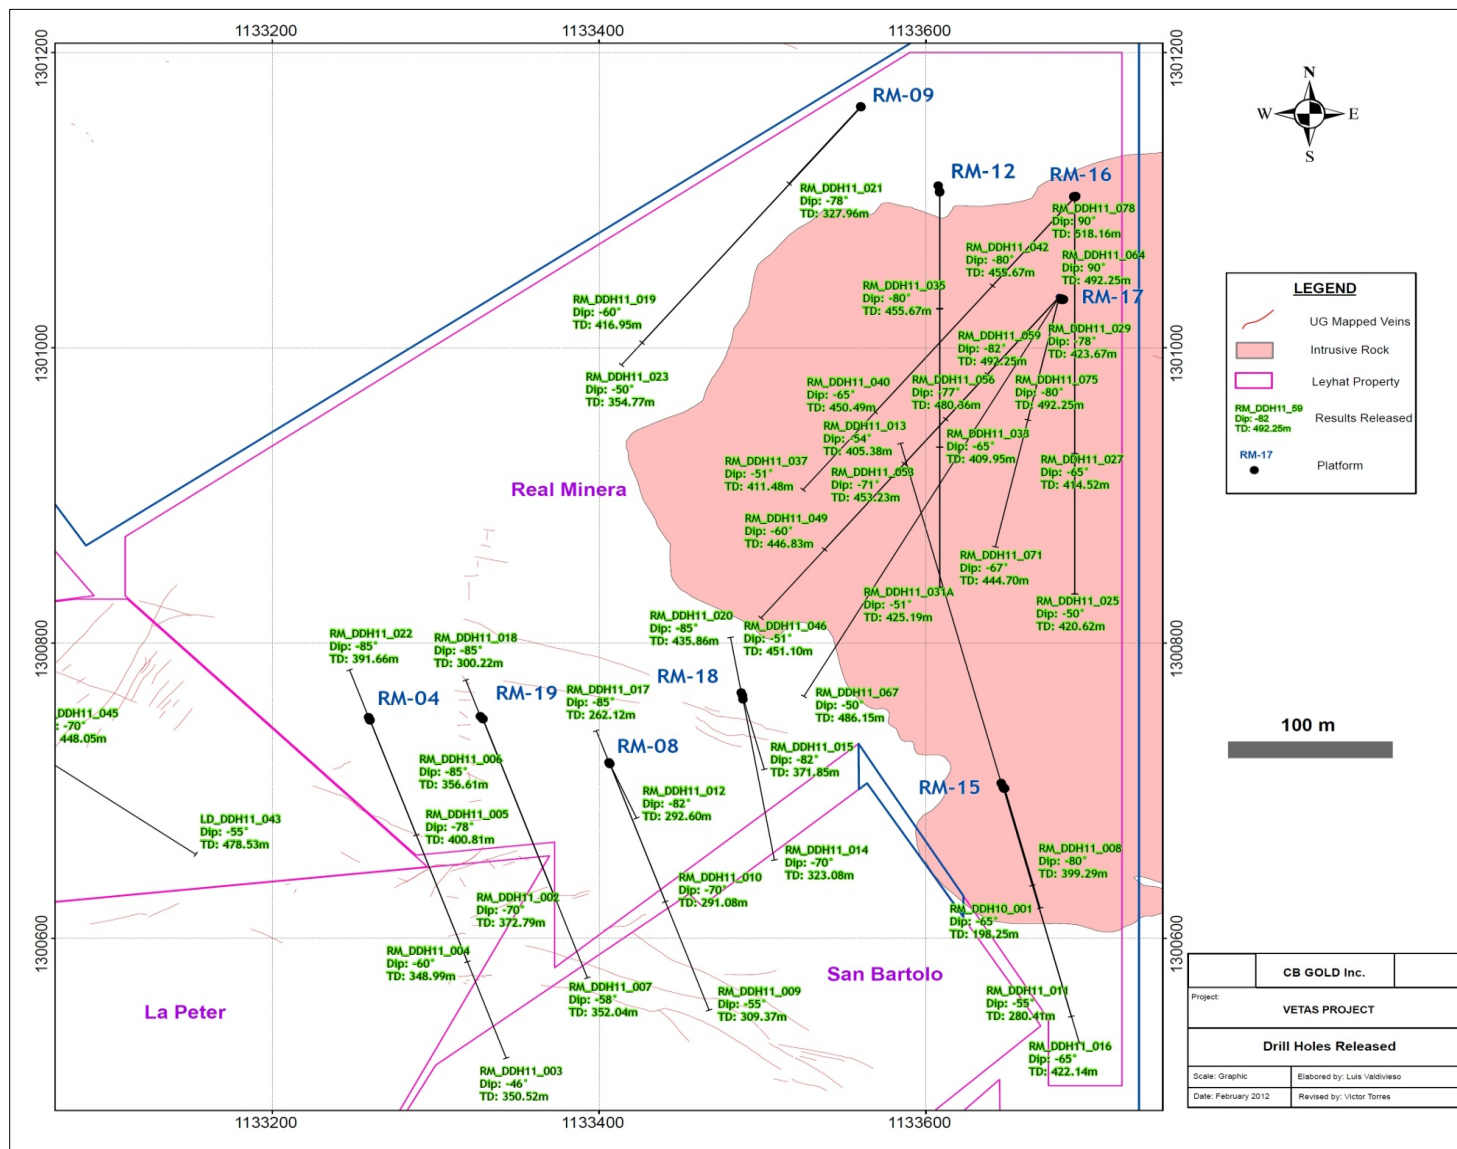 1133200
1133400
1133600
1301200
1301200
RM-09
N
W
E
S
RM-12
RM-16
RM_DDH11_021
Dip: -78°
TD: 327.96m
RM_DDH11_078
Dip: 90°
TD: 518.16m
RM_DDH11_042
Dip: -80°
TD: 455.67m
RM_DDH11_064
Dip: 90°
TD: 492.25m
RM_DDH11_035
Dip: -80°
TD: 455.67m
RM-17
RM_DDH11_019
Dip: -60°
TD: 416.95m
RM_DDH11_029
Dip: -78°
TD: 423.67m
RM_DDH11_059
Dip: -82°
TD: 492.25m
1301000
1301000
RM_DDH11_023
Dip: -50°
TD: 354.77m
RM_DDH11_040
Dip: -65°
TD: 450.49m
RM_DDH11_056
Dip: -77°
TD: 480.36m
RM_DDH11_075
Dip: -80°
TD: 492.25m
RM_DDH11_013
Dip: -54°
TD: 405.38m
RM_DDH11_033
Dip: -65°
TD: 409.95m
RM_DDH11_037
Dip: -51°
TD: 411.48m
RM_DDH11_053
Dip: -71°
TD: 453.23m
RM_DDH11_027
Dip: -65°
TD: 414.52m
Real Minera
RM_DDH11_049
Dip: -60°
TD: 446.83m
RM_DDH11_071
Dip: -67°
TD: 444.70m
RM_DDH11_031A
Dip: -51°
TD: 425.19m
RM_DDH11_025
Dip: -50°
TD: 420.62m
1300800
1300800
RM_DDH11_022
Dip: -85°
TD: 391.66m
RM_DDH11_018
Dip: -85°
TD: 300.22m
RM_DDH11_020
Dip: -85°
TD: 435.86m
RM_DDH11_046
Dip: -51°
TD: 451.10m
RM-04
RM-19
RM_DDH11_017
Dip: -85°
TD: 262.12m
RM-18
RM_DDH11_067
Dip: -50°
TD: 486.15m
_DDH11_045
: -70°
448.05m
RM-08
RM_DDH11_015
Dip: -82°
TD: 371.85m
RM_DDH11_006
Dip: -85°
TD: 356.61m
RM-15
RM_DDH11_012
Dip: -82°
TD: 292.60m
LD_DDH11_043
Dip: -55°
TD: 478.53m
RM_DDH11_005
Dip: -78°
TD: 400.81m
RM_DDH11_014
Dip: -70°
TD: 323.08m
RM_DDH11_008
Dip: -80°
TD: 399.29m
RM_DDH11_010
Dip: -70°
TD: 291.08m
RM_DDH11_002
Dip: -70°
TD: 372.79m
RM_DDH10_001
Dip: -65°
TD: 198.25m
1300600
1300600
RM_DDH11_004
Dip: -60°
TD: 348.99m
San Bartolo
RM_DDH11_007
Dip: -58°
TD: 352.04m
RM_DDH11_009
Dip: -55°
TD: 309.37m
RM_DDH11_011
Dip: -55°
TD: 280.41m
La Peter
RM_DDH11_003
Dip: -46°
TD: 350.52m
RM_DDH11_016
Dip: -65°
TD: 422.14m
1133200
1133400
1133600
LEGEND
UG Mapped Veins
Intrusive Rock
Leyhat Property
RM_DDH11_59
Dip: -82
TD: 492.25m
Results Released
RM-17
Platform
100 m
CB GOLD Inc.
Project:
VETAS PROJECT
Drill Holes Released
Scale: Graphic
Elabored by: Luis Valdivieso
Date: February 2012
Revised by: Victor Torres